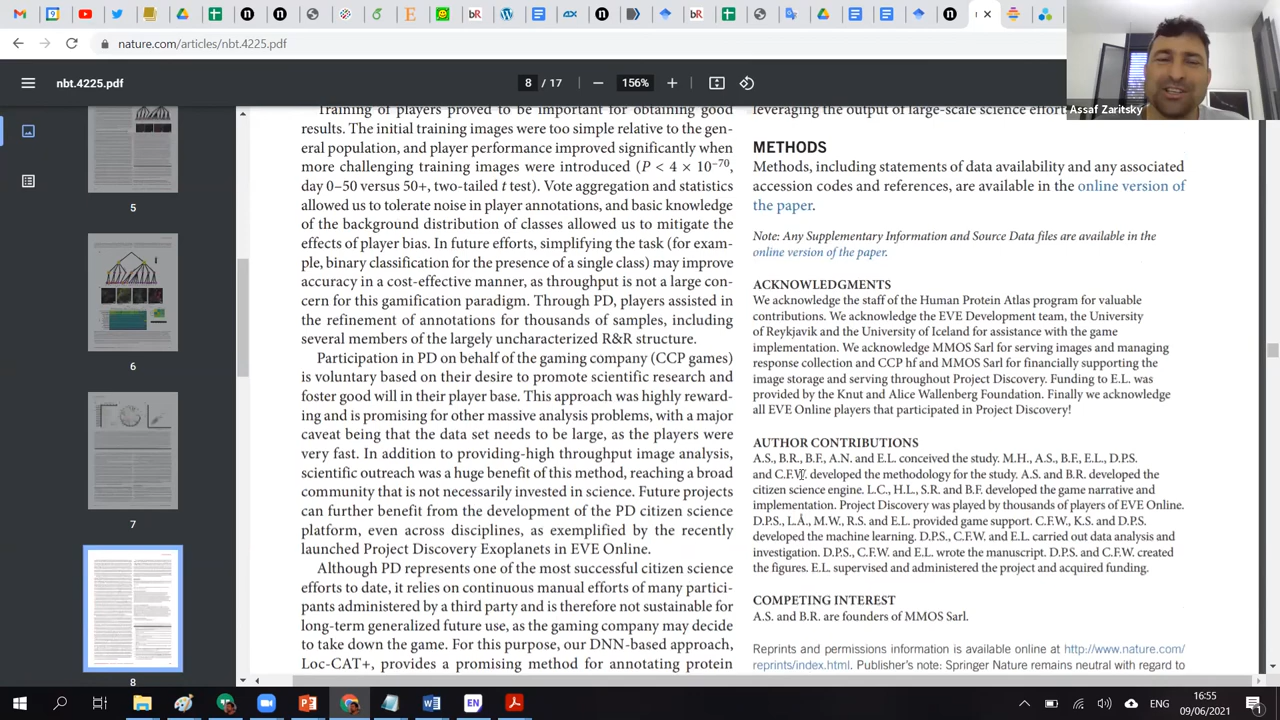 nature.com/articles/nbt.4225.pdf
nbt.4225.pdf
8 / 17
156%
Assaf Zaritsky
5
6
7
8
results. The initial training images were too simple relative to the gen-
eral population, and player performance improved significantly when
more challenging training images were introduced (P < 4 × 10⁻⁷⁰,
day 0–50 versus 50+, two-tailed t test). Vote aggregation and statistics
allowed us to tolerate noise in player annotations, and basic knowledge
of the background distribution of classes allowed us to mitigate the
effects of player bias. In future efforts, simplifying the task (for exam-
ple, binary classification for the presence of a single class) may improve
accuracy in a cost-effective manner, as throughput is not a large con-
cern for this gamification paradigm. Through PD, players assisted in
the refinement of annotations for thousands of samples, including
several members of the largely uncharacterized R&R structure.
Participation in PD on behalf of the gaming company (CCP games)
is voluntary based on their desire to promote scientific research and
foster good will in their player base. This approach was highly reward-
ing and is promising for other massive analysis problems, with a major
caveat being that the data set needs to be large, as the players were
very fast. In addition to providing-high throughput image analysis,
scientific outreach was a huge benefit of this method, reaching a broad
community that is not necessarily invested in science. Future projects
can further benefit from the development of the PD citizen science
platform, even across disciplines, as exemplified by the recently
launched Project Discovery Exoplanets in EVE Online.
Although PD represents one of the most successful citizen science
efforts to date, it relies on continuous manual efforts of many partici-
pants administered by a third party and is therefore not sustainable for
long-term generalized future use, as the gaming company may decide
to take down the game. For this purpose, our DNN-based approach,
Loc-CAT+, provides a promising method for annotating protein
leveraging the output of large-scale science effort
METHODS
Methods, including statements of data availability and any associated
accession codes and references, are available in the online version of
the paper.
Note: Any Supplementary Information and Source Data files are available in the
online version of the paper.
ACKNOWLEDGMENTS
We acknowledge the staff of the Human Protein Atlas program for valuable
contributions. We acknowledge the EVE Development team, the University
of Reykjavik and the University of Iceland for assistance with the game
implementation. We acknowledge MMOS Sarl for serving images and managing
response collection and CCP hf and MMOS Sarl for financially supporting the
image storage and serving throughout Project Discovery. Funding to E.L. was
provided by the Knut and Alice Wallenberg Foundation. Finally we acknowledge
all EVE Online players that participated in Project Discovery!
AUTHOR CONTRIBUTIONS
A.S., B.R., B.F., A.N. and E.L. conceived the study. M.H., A.S., B.F., E.L., D.P.S.
and C.F.W. developed the methodology for the study. A.S. and B.R. developed the
citizen science engine. L.C., H.L., S.R. and B.F. developed the game narrative and
implementation. Project Discovery was played by thousands of players of EVE Online.
D.P.S., L.Å., M.W., R.S. and E.L. provided game support. C.F.W., K.S. and D.P.S.
developed the machine learning. D.P.S., C.F.W. and E.L. carried out data analysis and
investigation. D.P.S., C.F.W. and E.L. wrote the manuscript. D.P.S. and C.F.W. created
the figures. E.L. supervised and administered the project and acquired funding.
COMPETING INTEREST
A.S. and B.R. are founders of MMOS Sarl.
Reprints and permissions information is available online at http://www.nature.com/
reprints/index.html. Publisher's note: Springer Nature remains neutral with regard to
ENG
16:55
09/06/2021